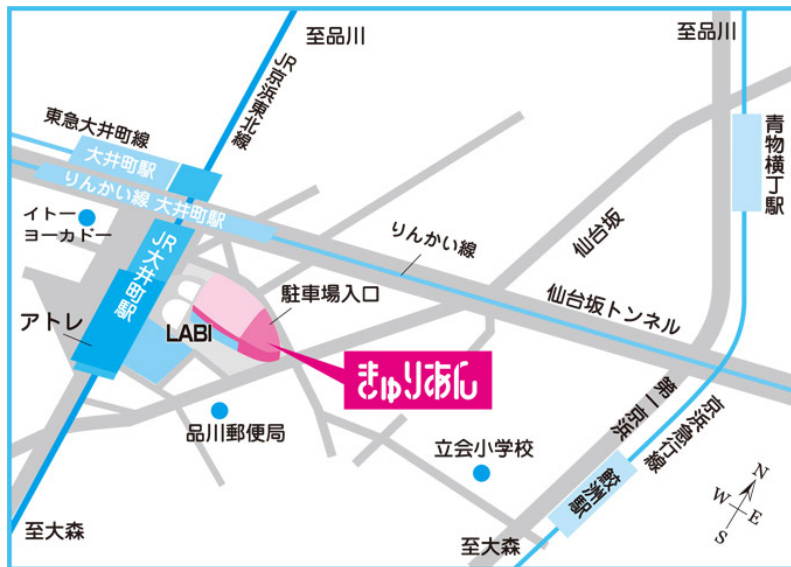 至品川
至品川
JR京浜東北線
東急大井町線
大井町駅
りんかい線 大井町駅
青物横丁駅
イトー
ヨーカドー
JR大井町駅
りんかい線
仙台坂
駐車場入口
仙台坂トンネル
アトレ
LABI
きゅりあん
第一京浜
京浜急行線
品川郵便局
立会小学校
鮫洲駅
N
W
E
S
至大森
至大森